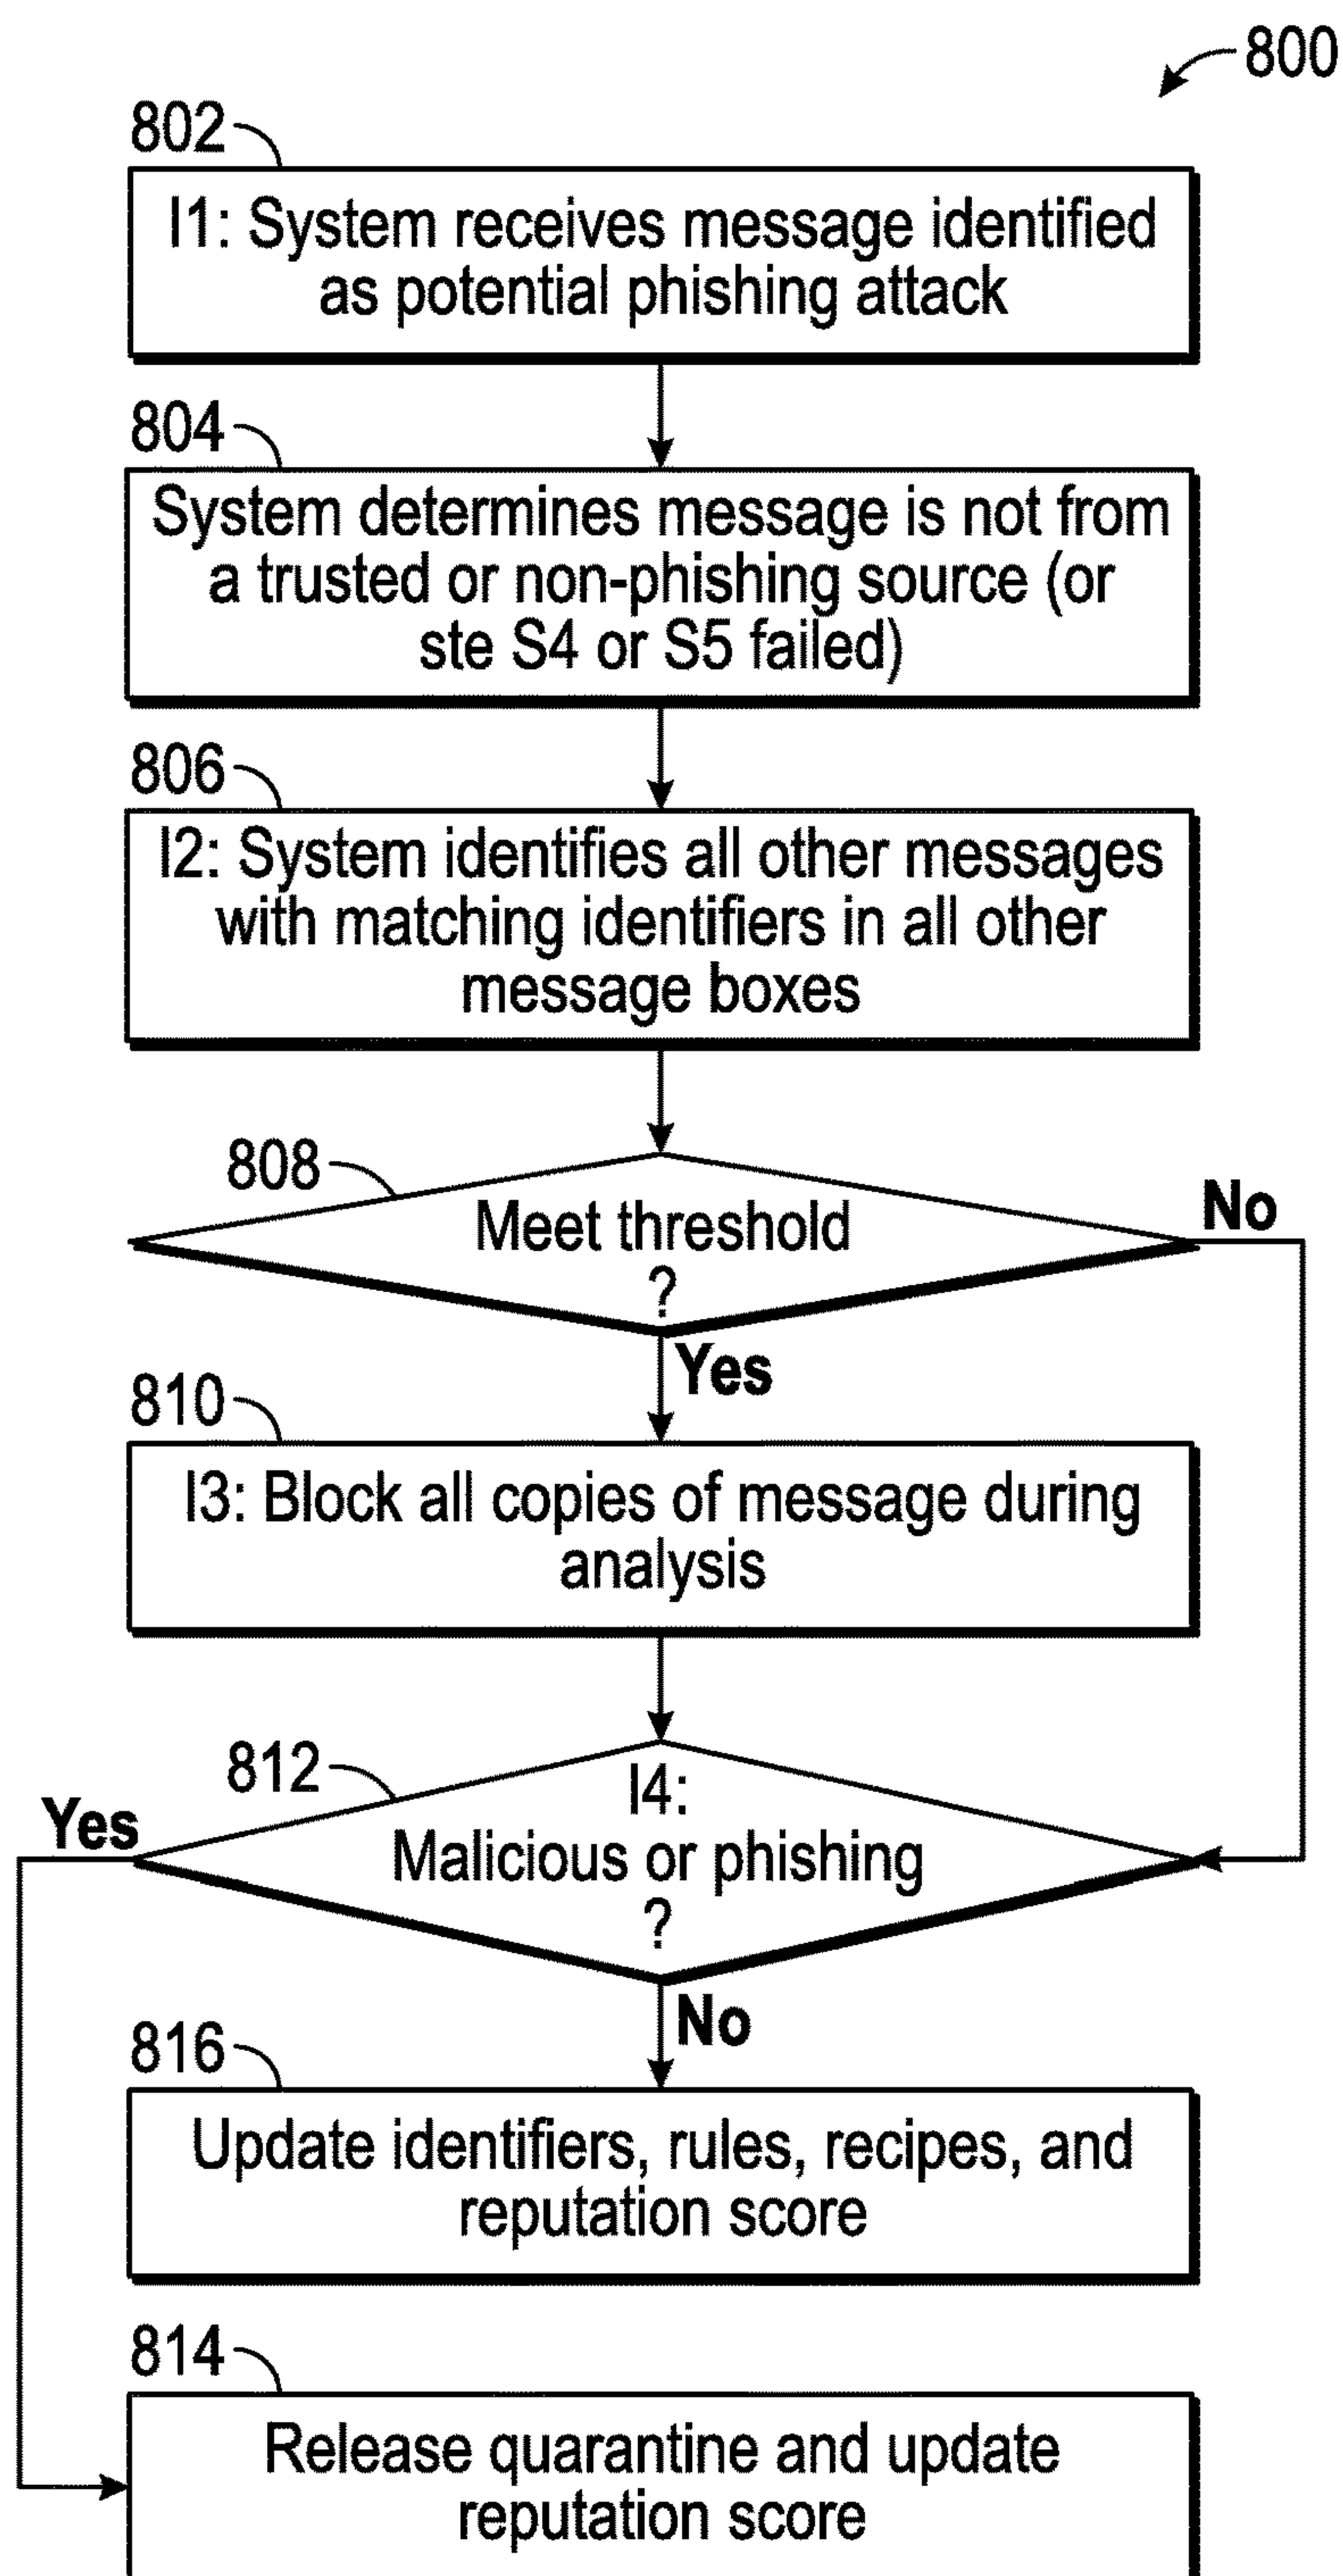 800
802
I1: System receives message identified
as potential phishing attack
804
System determines message is not from
a trusted or non-phishing source (or
ste S4 or S5 failed)
806
I2: System identifies all other messages
with matching identifiers in all other
message boxes
808
Meet threshold
?
No
Yes
810
I3: Block all copies of message during
analysis
812
I4:
Malicious or phishing
?
Yes
No
816
Update identifiers, rules, recipes, and
reputation score
814
Release quarantine and update
reputation score